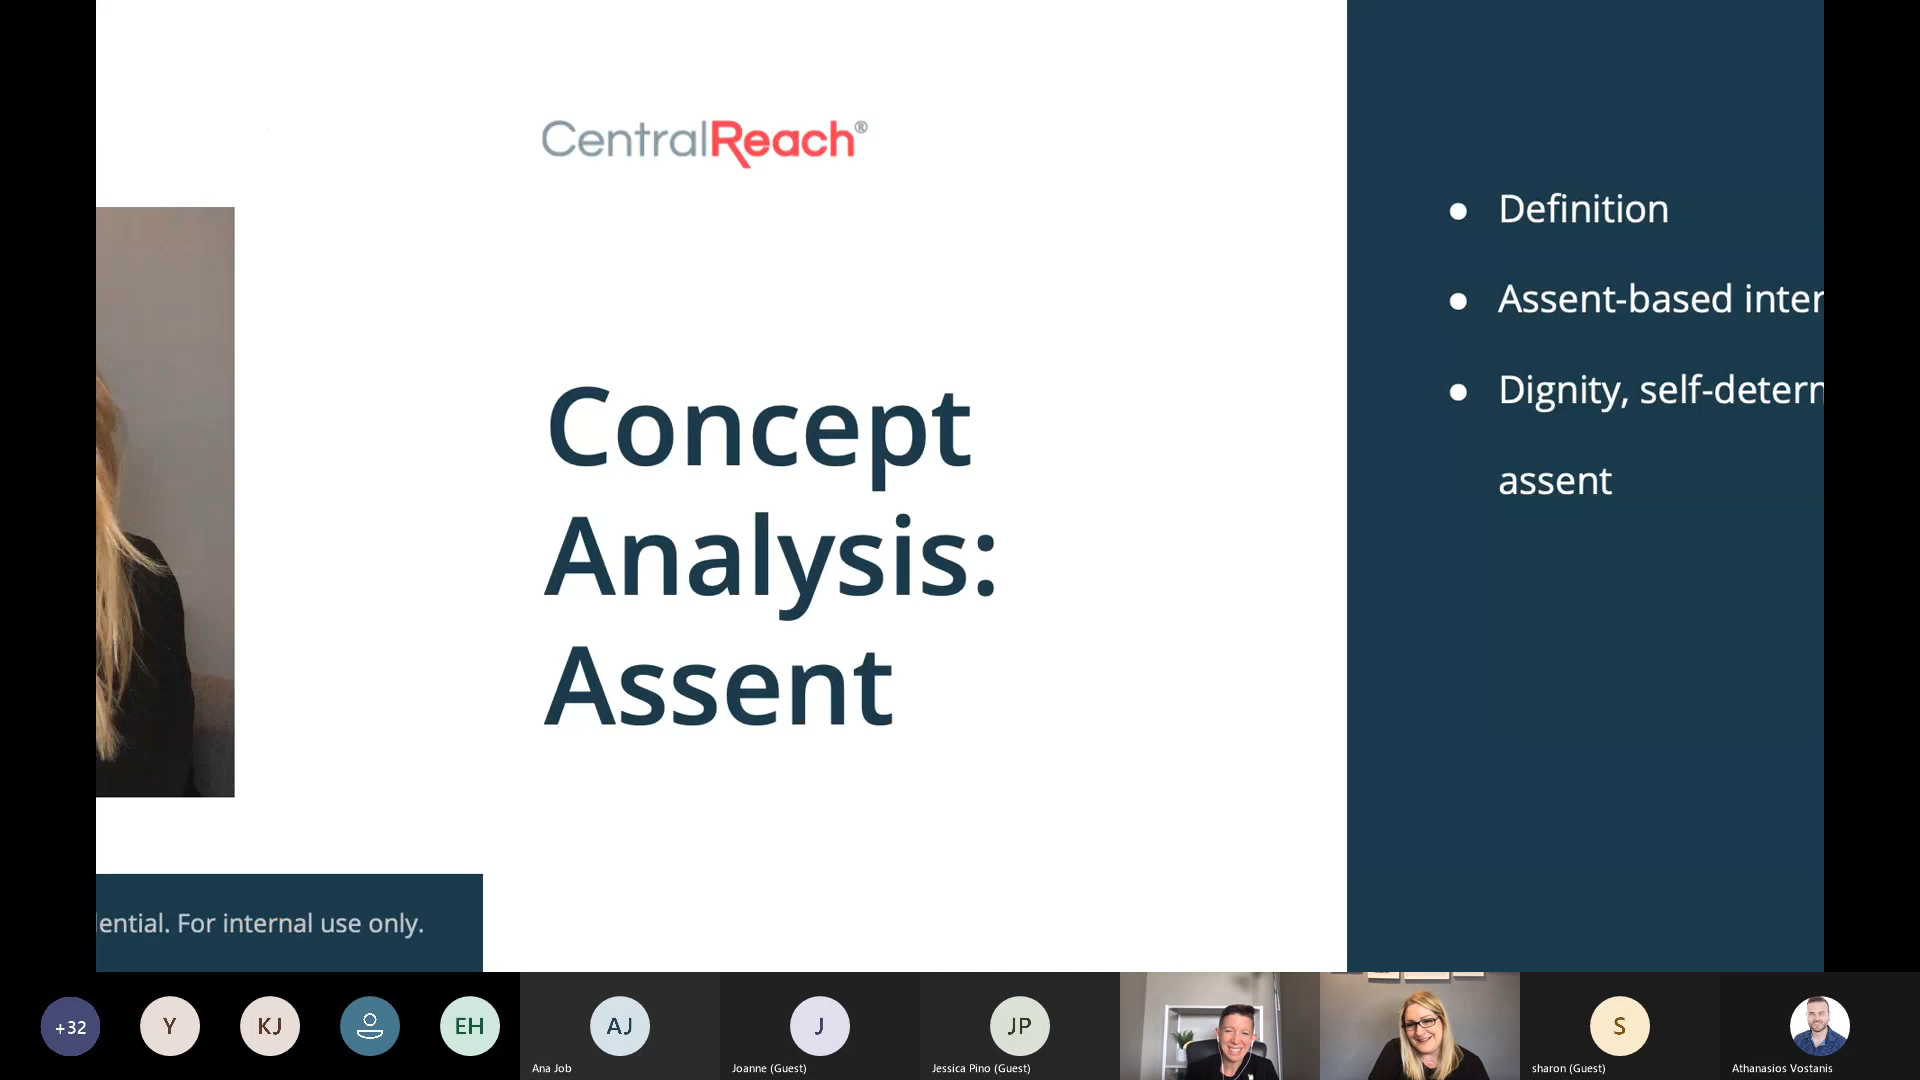 CentralReach®
Concept
Analysis:
Assent
Definition
Assent-based inter
Dignity, self-deter
assent
ential. For internal use only.
+32
Y
KJ
EH
AJ
J
JP
S
Ana Job
Joanne (Guest)
Jessica Pino (Guest)
sharon (Guest)
Athanasios Vostanis